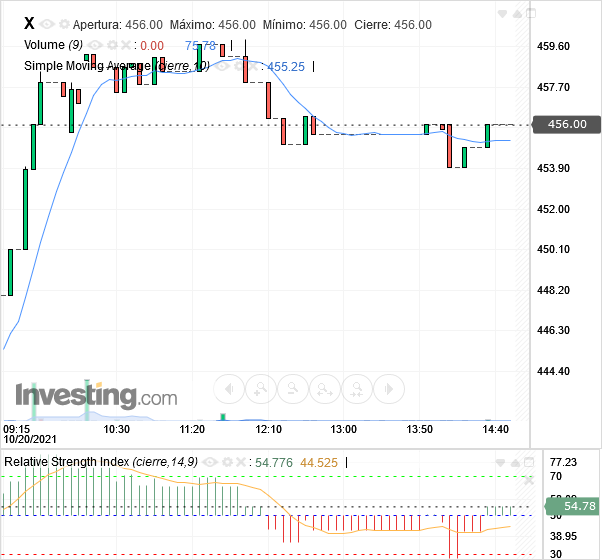 X Apertura: 456.00 Máximo: 456.00 Mínimo: 456.00 Cierre: 456.00
Volume (9) : 0.00 75.78
Simple Moving Average (cierre,10) : 455.25
459.60
457.70
456.00
453.90
452.00
450.10
448.20
446.30
444.40
Investing.com
09:15 10:30 11:20 12:10 13:00 13:50 14:40
10/20/2021
Relative Strength Index (cierre,14,9) : 54.776 44.525
77.23
70
54.78
50
38.95
30